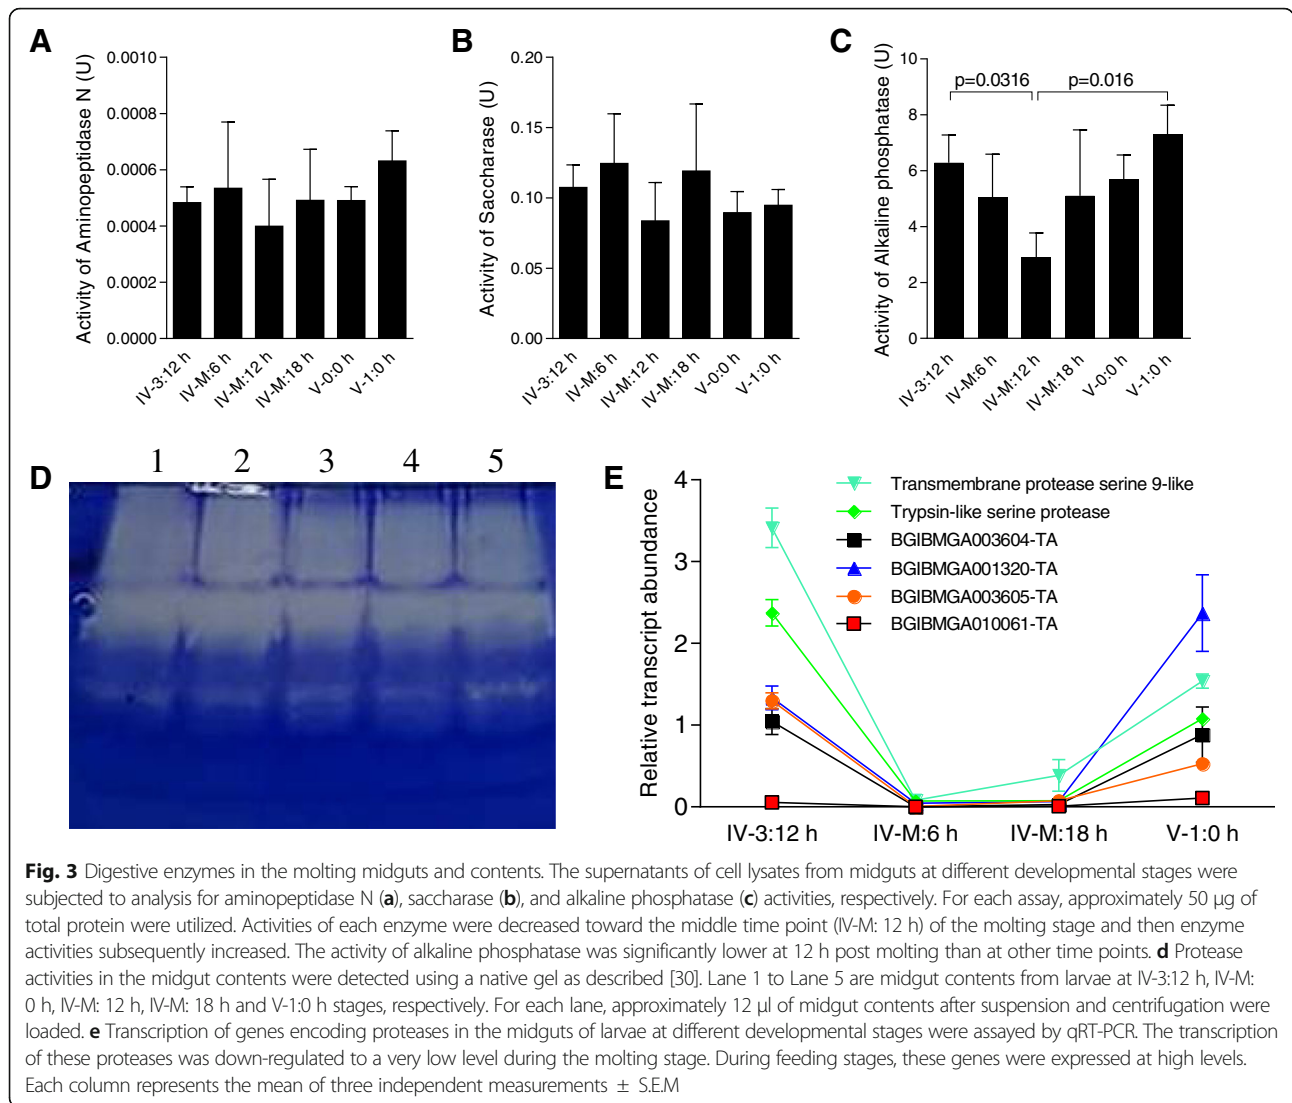 A
Activity of Aminopeptidase N (U)
0.0010
0.0008
0.0006
0.0004
0.0002
0.0000
IV-3:12 h
IV-M:6 h
IV-M:12 h
IV-M:18 h
V-0:0 h
V-1:0 h
B
Activity of Saccharase (U)
0.20
0.15
0.10
0.05
0.00
IV-3:12 h
IV-M:6 h
IV-M:12 h
IV-M:18 h
V-0:0 h
V-1:0 h
C
Activity of Alkaline phosphatase (U)
10
8
6
4
2
0
p=0.0316
p=0.016
IV-3:12 h
IV-M:6 h
IV-M:12 h
IV-M:18 h
V-0:0 h
V-1:0 h
D
1 2 3 4 5
E
Relative transcript abundance
4
3
2
1
0
Transmembrane protease serine 9-like
Trypsin-like serine protease
BGIBMGA003604-TA
BGIBMGA001320-TA
BGIBMGA003605-TA
BGIBMGA010061-TA
IV-3:12 h IV-M:6 h IV-M:18 h V-1:0 h
Fig. 3 Digestive enzymes in the molting midguts and contents. The supernatants of cell lysates from midguts at different developmental stages were
subjected to analysis for aminopeptidase N (a), saccharase (b), and alkaline phosphatase (c) activities, respectively. For each assay, approximately 50 μg of
total protein were utilized. Activities of each enzyme were decreased toward the middle time point (IV-M: 12 h) of the molting stage and then enzyme
activities subsequently increased. The activity of alkaline phosphatase was significantly lower at 12 h post molting than at other time points. d Protease
activities in the midgut contents were detected using a native gel as described [30]. Lane 1 to Lane 5 are midgut contents from larvae at IV-3:12 h, IV-M:
0 h, IV-M: 12 h, IV-M: 18 h and V-1:0 h stages, respectively. For each lane, approximately 12 μl of midgut contents after suspension and centrifugation were
loaded. e Transcription of genes encoding proteases in the midguts of larvae at different developmental stages were assayed by qRT-PCR. The transcription
of these proteases was down-regulated to a very low level during the molting stage. During feeding stages, these genes were expressed at high levels.
Each column represents the mean of three independent measurements ± S.E.M